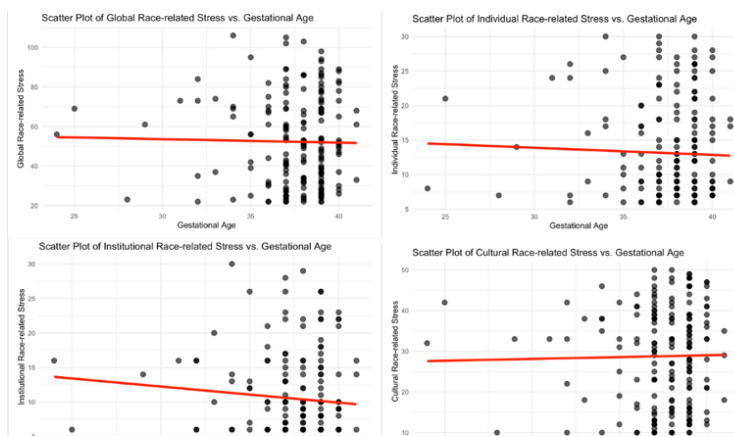 Scatter Plot of Global Race-related Stress vs. Gestational Age
Global Race-related Stress
100
80
60
40
20
25
30
35
40
Gestational Age
Scatter Plot of Individual Race-related Stress vs. Gestational Age
Individual Race-related Stress
30
25
20
15
10
5
25
30
35
40
Gestational Age
Scatter Plot of Institutional Race-related Stress vs. Gestational Age
Institutional Race-related Stress
30
25
20
15
10
Scatter Plot of Cultural Race-related Stress vs. Gestational Age
Cultural Race-related Stress
50
40
30
20
10